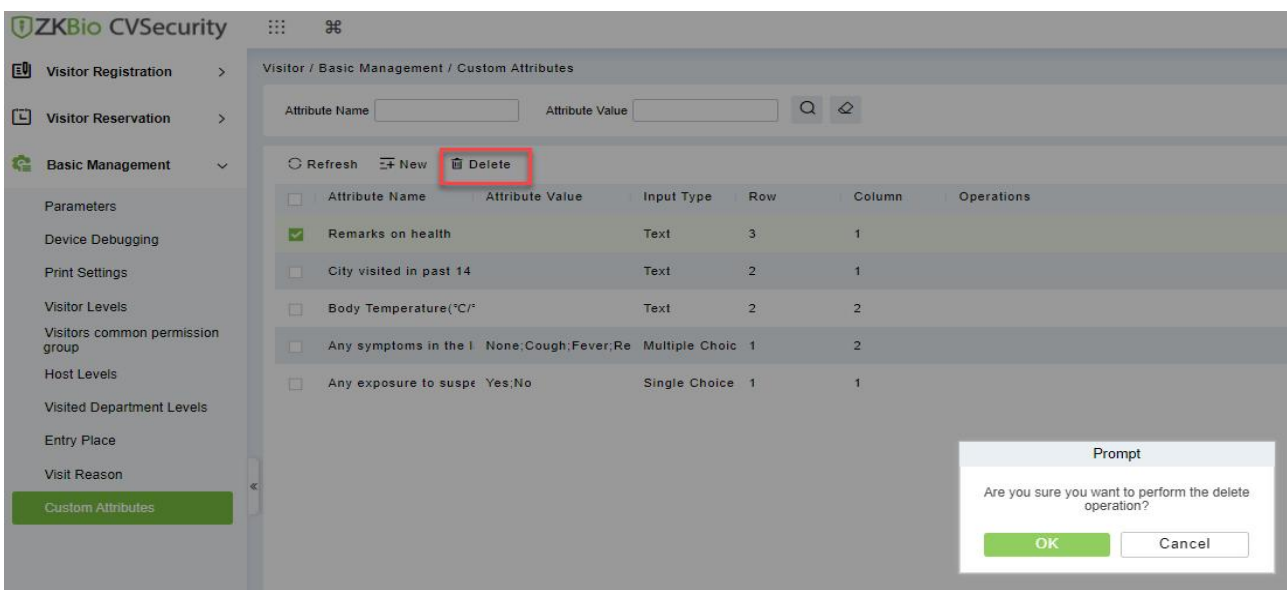 ZKBio CVSecurity
Visitor Registration
Visitor Reservation
Basic Management
Parameters
Device Debugging
Print Settings
Visitor Levels
Visitors common permission
group
Host Levels
Visited Department Levels
Entry Place
Visit Reason
Custom Attributes
Visitor / Basic Management / Custom Attributes
Attribute Name Attribute Value
Refresh New Delete
Attribute Name Attribute Value Input Type Row Column Operations
Remarks on health Text 3 1
City visited in past 14 Text 2 1
Body Temperature(°C/° Text 2 2
Any symptoms in the l None;Cough;Fever;Re Multiple Choic 1 2
Any exposure to suspe Yes;No Single Choice 1 1
Prompt
Are you sure you want to perform the delete
operation?
OK Cancel